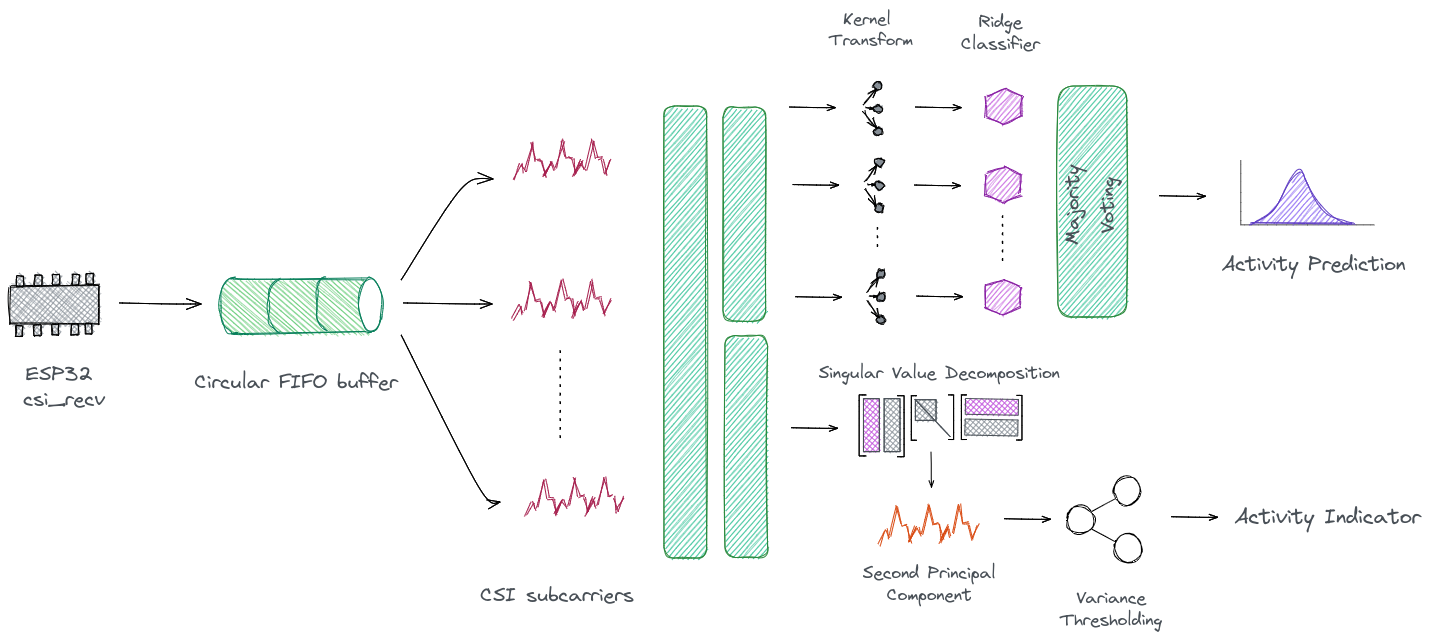 Kernel
Transform
Ridge
Classifier
Majority
Voting
Activity Prediction
ESP32
csi_recv
Circular FIFO buffer
Singular Value Decomposition
Activity Indicator
Second Principal
Component
CSI subcarriers
Variance
Thresholding